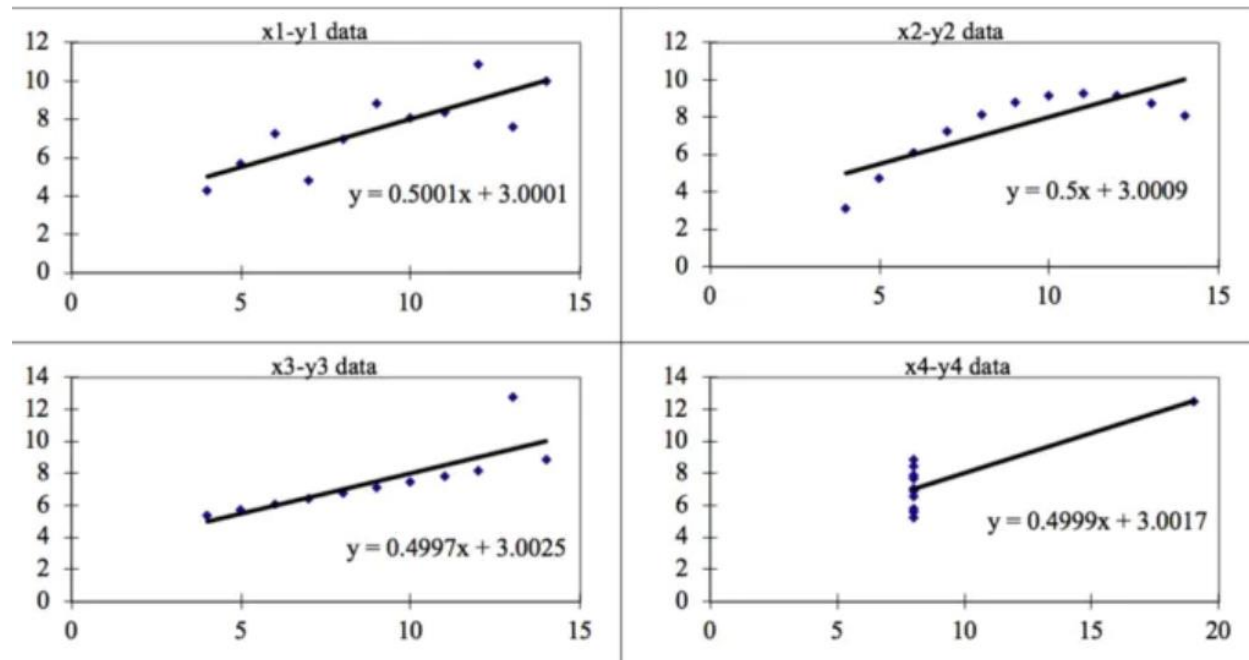 x1-y1 data
12
10
8
6
4
2
0
y = 0.5001x + 3.0001
0 5 10 15
x2-y2 data
12
10
8
6
4
2
0
y = 0.5x + 3.0009
0 5 10 15
x3-y3 data
14
12
10
8
6
4
2
0
y = 0.4997x + 3.0025
0 5 10 15
x4-y4 data
14
12
10
8
6
4
2
0
y = 0.4999x + 3.0017
0 5 10 15 20